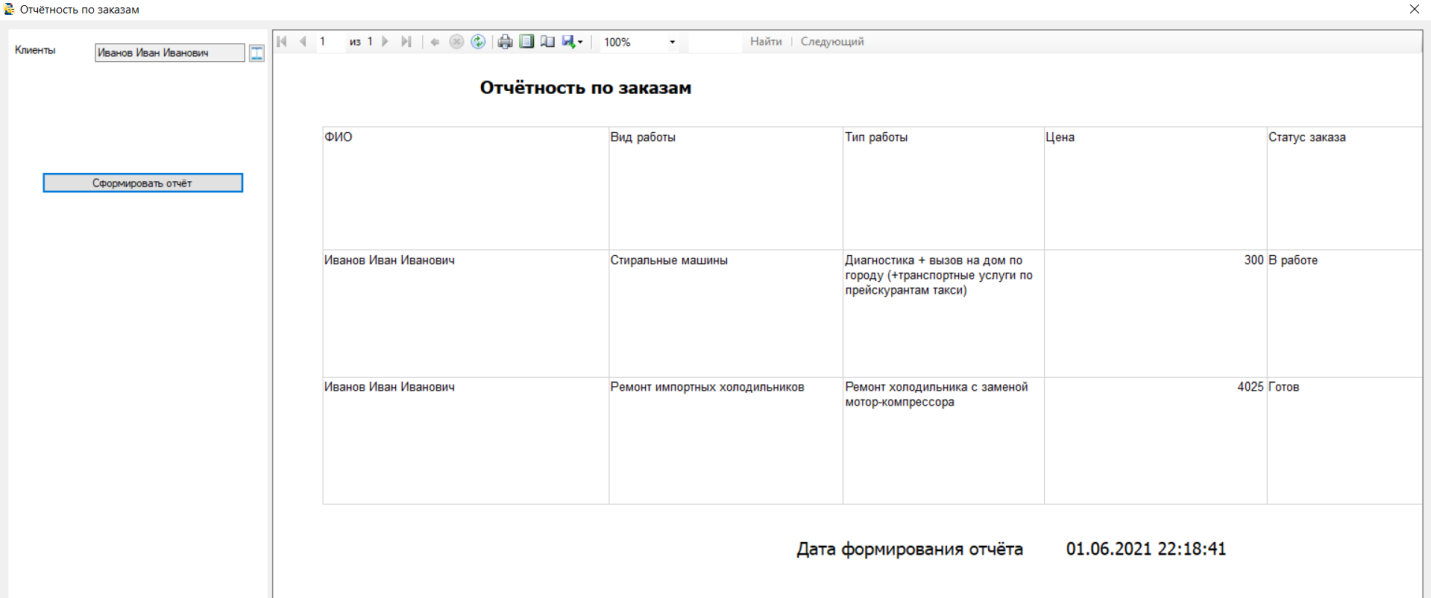 Отчётность по заказам
Клиенты
Иванов Иван Иванович
1 из 1
100%
Найти | Следующий
Сформировать отчёт
Отчётность по заказам
ФИО
Вид работы
Тип работы
Цена
Статус заказа
Иванов Иван Иванович
Стиральные машины
Диагностика + вызов на дом по
городу (+транспортные услуги по
прейскурантам такси)
300
В работе
Иванов Иван Иванович
Ремонт импортных холодильников
Ремонт холодильника с заменой
мотор-компрессора
4025
Готов
Дата формирования отчёта 01.06.2021 22:18:41